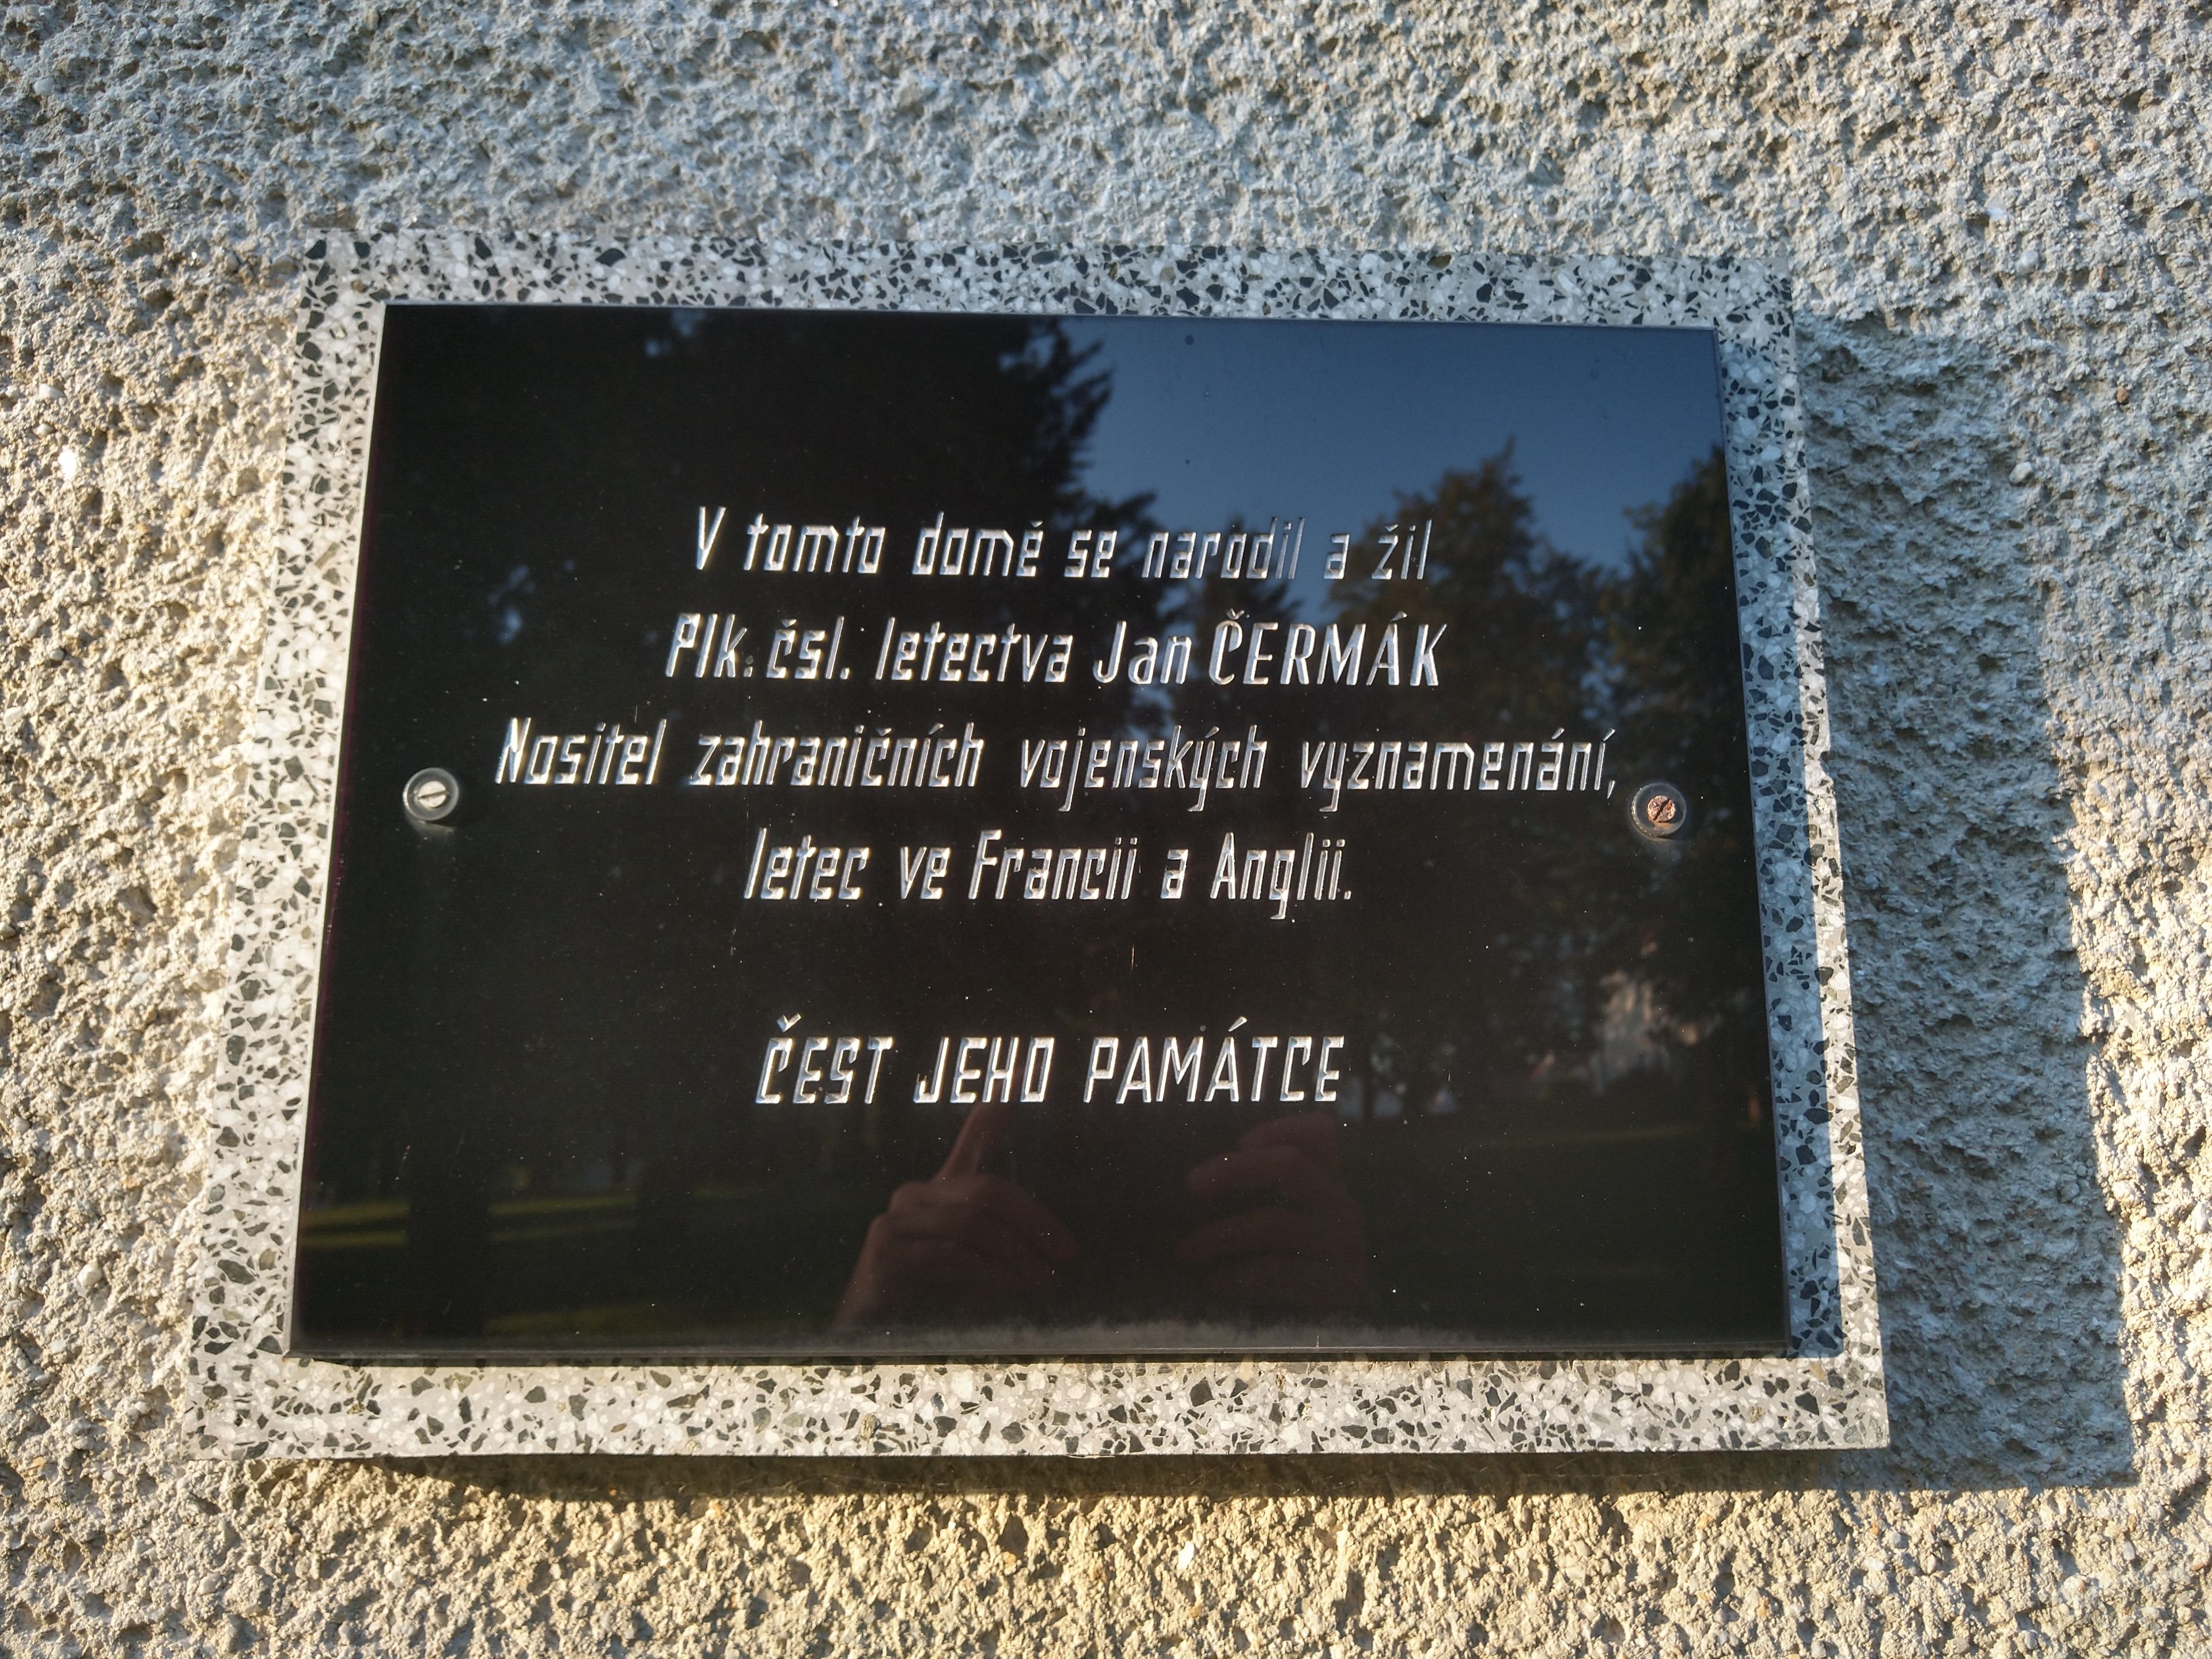 V tomto domě se narodil a žil
Plk. čsl. letectva Jan ČERMÁK
Nositel zahraničních vojenských vyznamenání,
letec ve Francii a Anglii.
ČEST JEHO PAMÁTCE